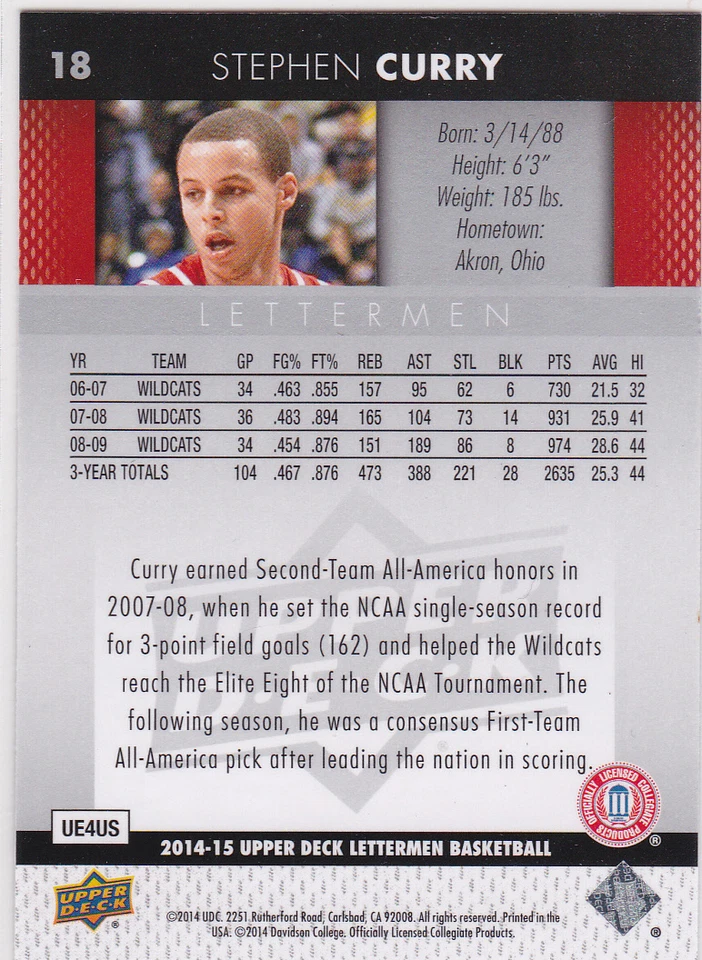 18 STEPHEN CURRY
Born: 3/14/88
Height: 6'3"
Weight: 185 lbs.
Hometown:
Akron, Ohio
LETTERMEN
YR TEAM GP FG% FT% REB AST STL BLK PTS AVG HI
06-07 WILDCATS 34 .463 .855 157 95 62 6 730 21.5 32
07-08 WILDCATS 36 .483 .894 165 104 73 14 931 25.9 41
08-09 WILDCATS 34 .454 .876 151 189 86 8 974 28.6 44
3-YEAR TOTALS 104 .467 .876 473 388 221 28 2635 25.3 44
UPPER
D·E·C·K
®
Curry earned Second-Team All-America honors in
2007-08, when he set the NCAA single-season record
for 3-point field goals (162) and helped the Wildcats
reach the Elite Eight of the NCAA Tournament. The
following season, he was a consensus First-Team
All-America pick after leading the nation in scoring.
OFFICIALLY LICENSED COLLEGIATE PRODUCTS
®
UE4US
2014-15 UPPER DECK LETTERMEN BASKETBALL
UPPER
D·E·C·K
®
©2014 UDC. 2251 Rutherford Road, Carlsbad, CA 92008. All rights reserved. Printed in the
USA. ©2014 Davidson College. Officially Licensed Collegiate Products.
®